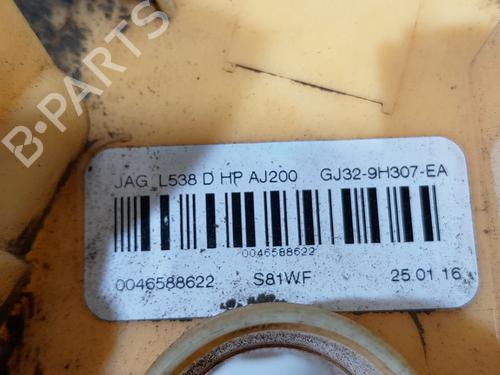 B-PARTS
JAG L538 D HP AJ200 GJ32-9H307-EA
0046588622
0046588622 S81WF 25.01.16